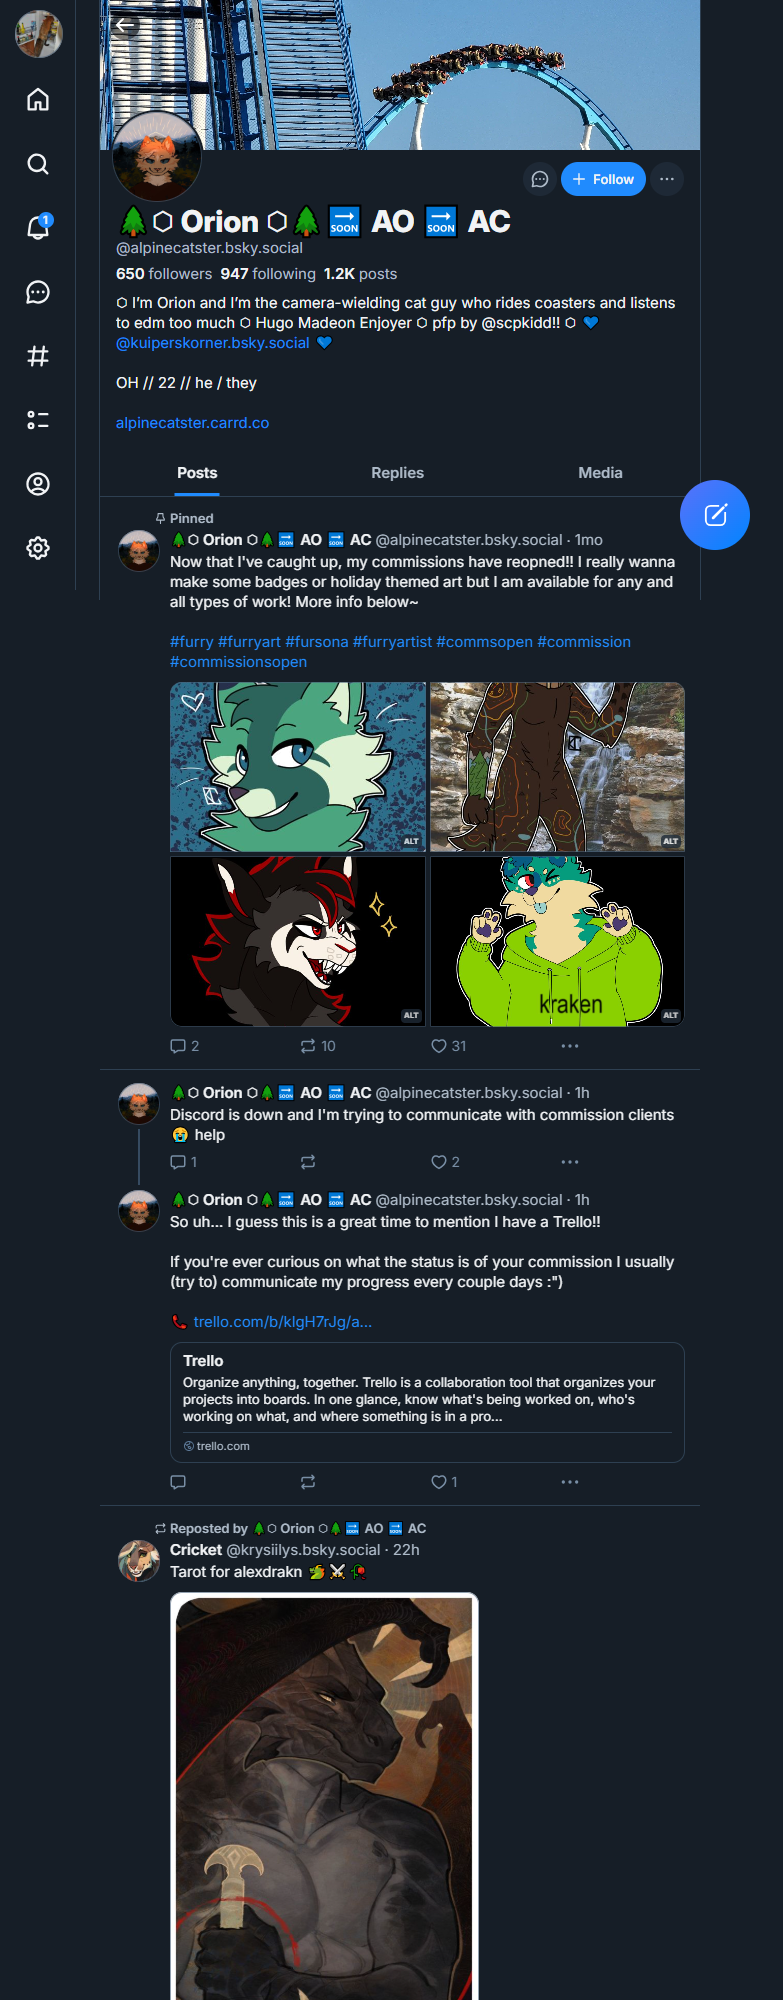 🌲⬡ Orion ⬡🌲🔜 AO 🔜 AC
@alpinecatster.bsky.social
+ Follow
650 followers 947 following 1.2K posts
⬡ I'm Orion and I'm the camera-wielding cat guy who rides coasters and listens
to edm too much ⬡ Hugo Madeon Enjoyer ⬡ pfp by @scpkidd!! ⬡ 💙
@kuiperskorner.bsky.social 💙
OH // 22 // he / they
alpinecatster.carrd.co
Posts Replies Media
1
Pinned
🌲⬡ Orion ⬡🌲🔜 AO 🔜 AC @alpinecatster.bsky.social · 1mo
Now that I've caught up, my commissions have reopned!! I really wanna
make some badges or holiday themed art but I am available for any and
all types of work! More info below~
#furry #furryart #fursona #furryartist #commsopen #commission
#commissionsopen
ALT
ALT
kraken
ALT
ALT
2 10 31
🌲⬡ Orion ⬡🌲🔜 AO 🔜 AC @alpinecatster.bsky.social · 1h
Discord is down and I'm trying to communicate with commission clients
😭 help
1 2
🌲⬡ Orion ⬡🌲🔜 AO 🔜 AC @alpinecatster.bsky.social · 1h
So uh... I guess this is a great time to mention I have a Trello!!
If you're ever curious on what the status is of your commission I usually
(try to) communicate my progress every couple days :")
📞 trello.com/b/klgH7rJg/a...
Trello
Organize anything, together. Trello is a collaboration tool that organizes your
projects into boards. In one glance, know what's being worked on, who's
working on what, and where something is in a pro...
trello.com
1
Reposted by 🌲⬡ Orion ⬡🌲🔜 AO 🔜 AC
Cricket @krysiilys.bsky.social · 22h
Tarot for alexdrakn 🐲⚔️🥀